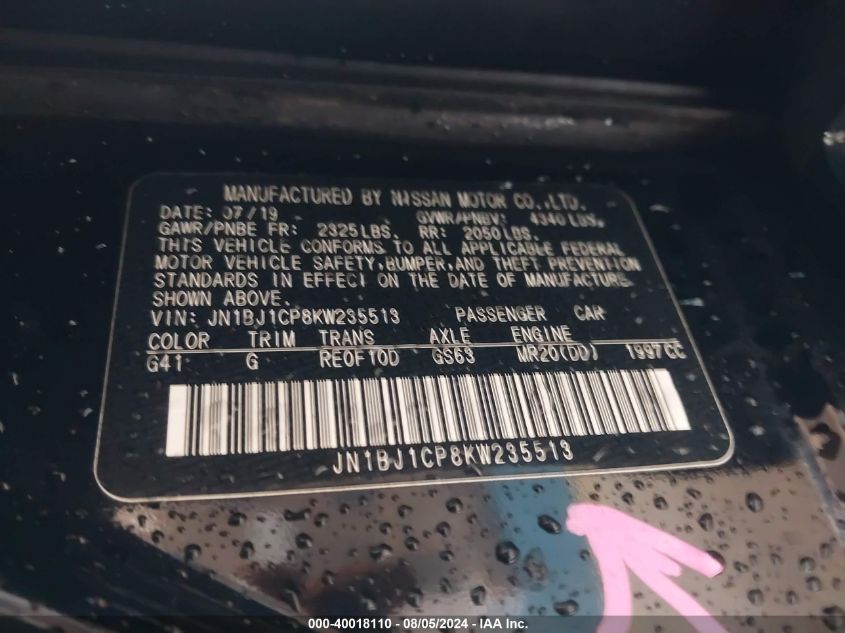 MANUFACTURED BY NISSAN MOTOR CO.,LTD.
DATE: 07/19 GVWR/PNBV: 4340 LBS.
GAWR/PNBE FR: 2325 LBS. RR: 2050 LBS.
THIS VEHICLE CONFORMS TO ALL APPLICABLE FEDERAL
MOTOR VEHICLE SAFETY, BUMPER, AND THEFT PREVENTION
STANDARDS IN EFFECT ON THE DATE OF MANUFACTURE
SHOWN ABOVE.
VIN: JN1BJ1CP8KW235513 PASSENGER CAR
COLOR TRIM TRANS AXLE ENGINE
G41 G RE0F10D GS63 MR20(DD) 1997CC
JN1BJ1CP8KW235513
000-40018110 - 08/05/2024 - IAA Inc.